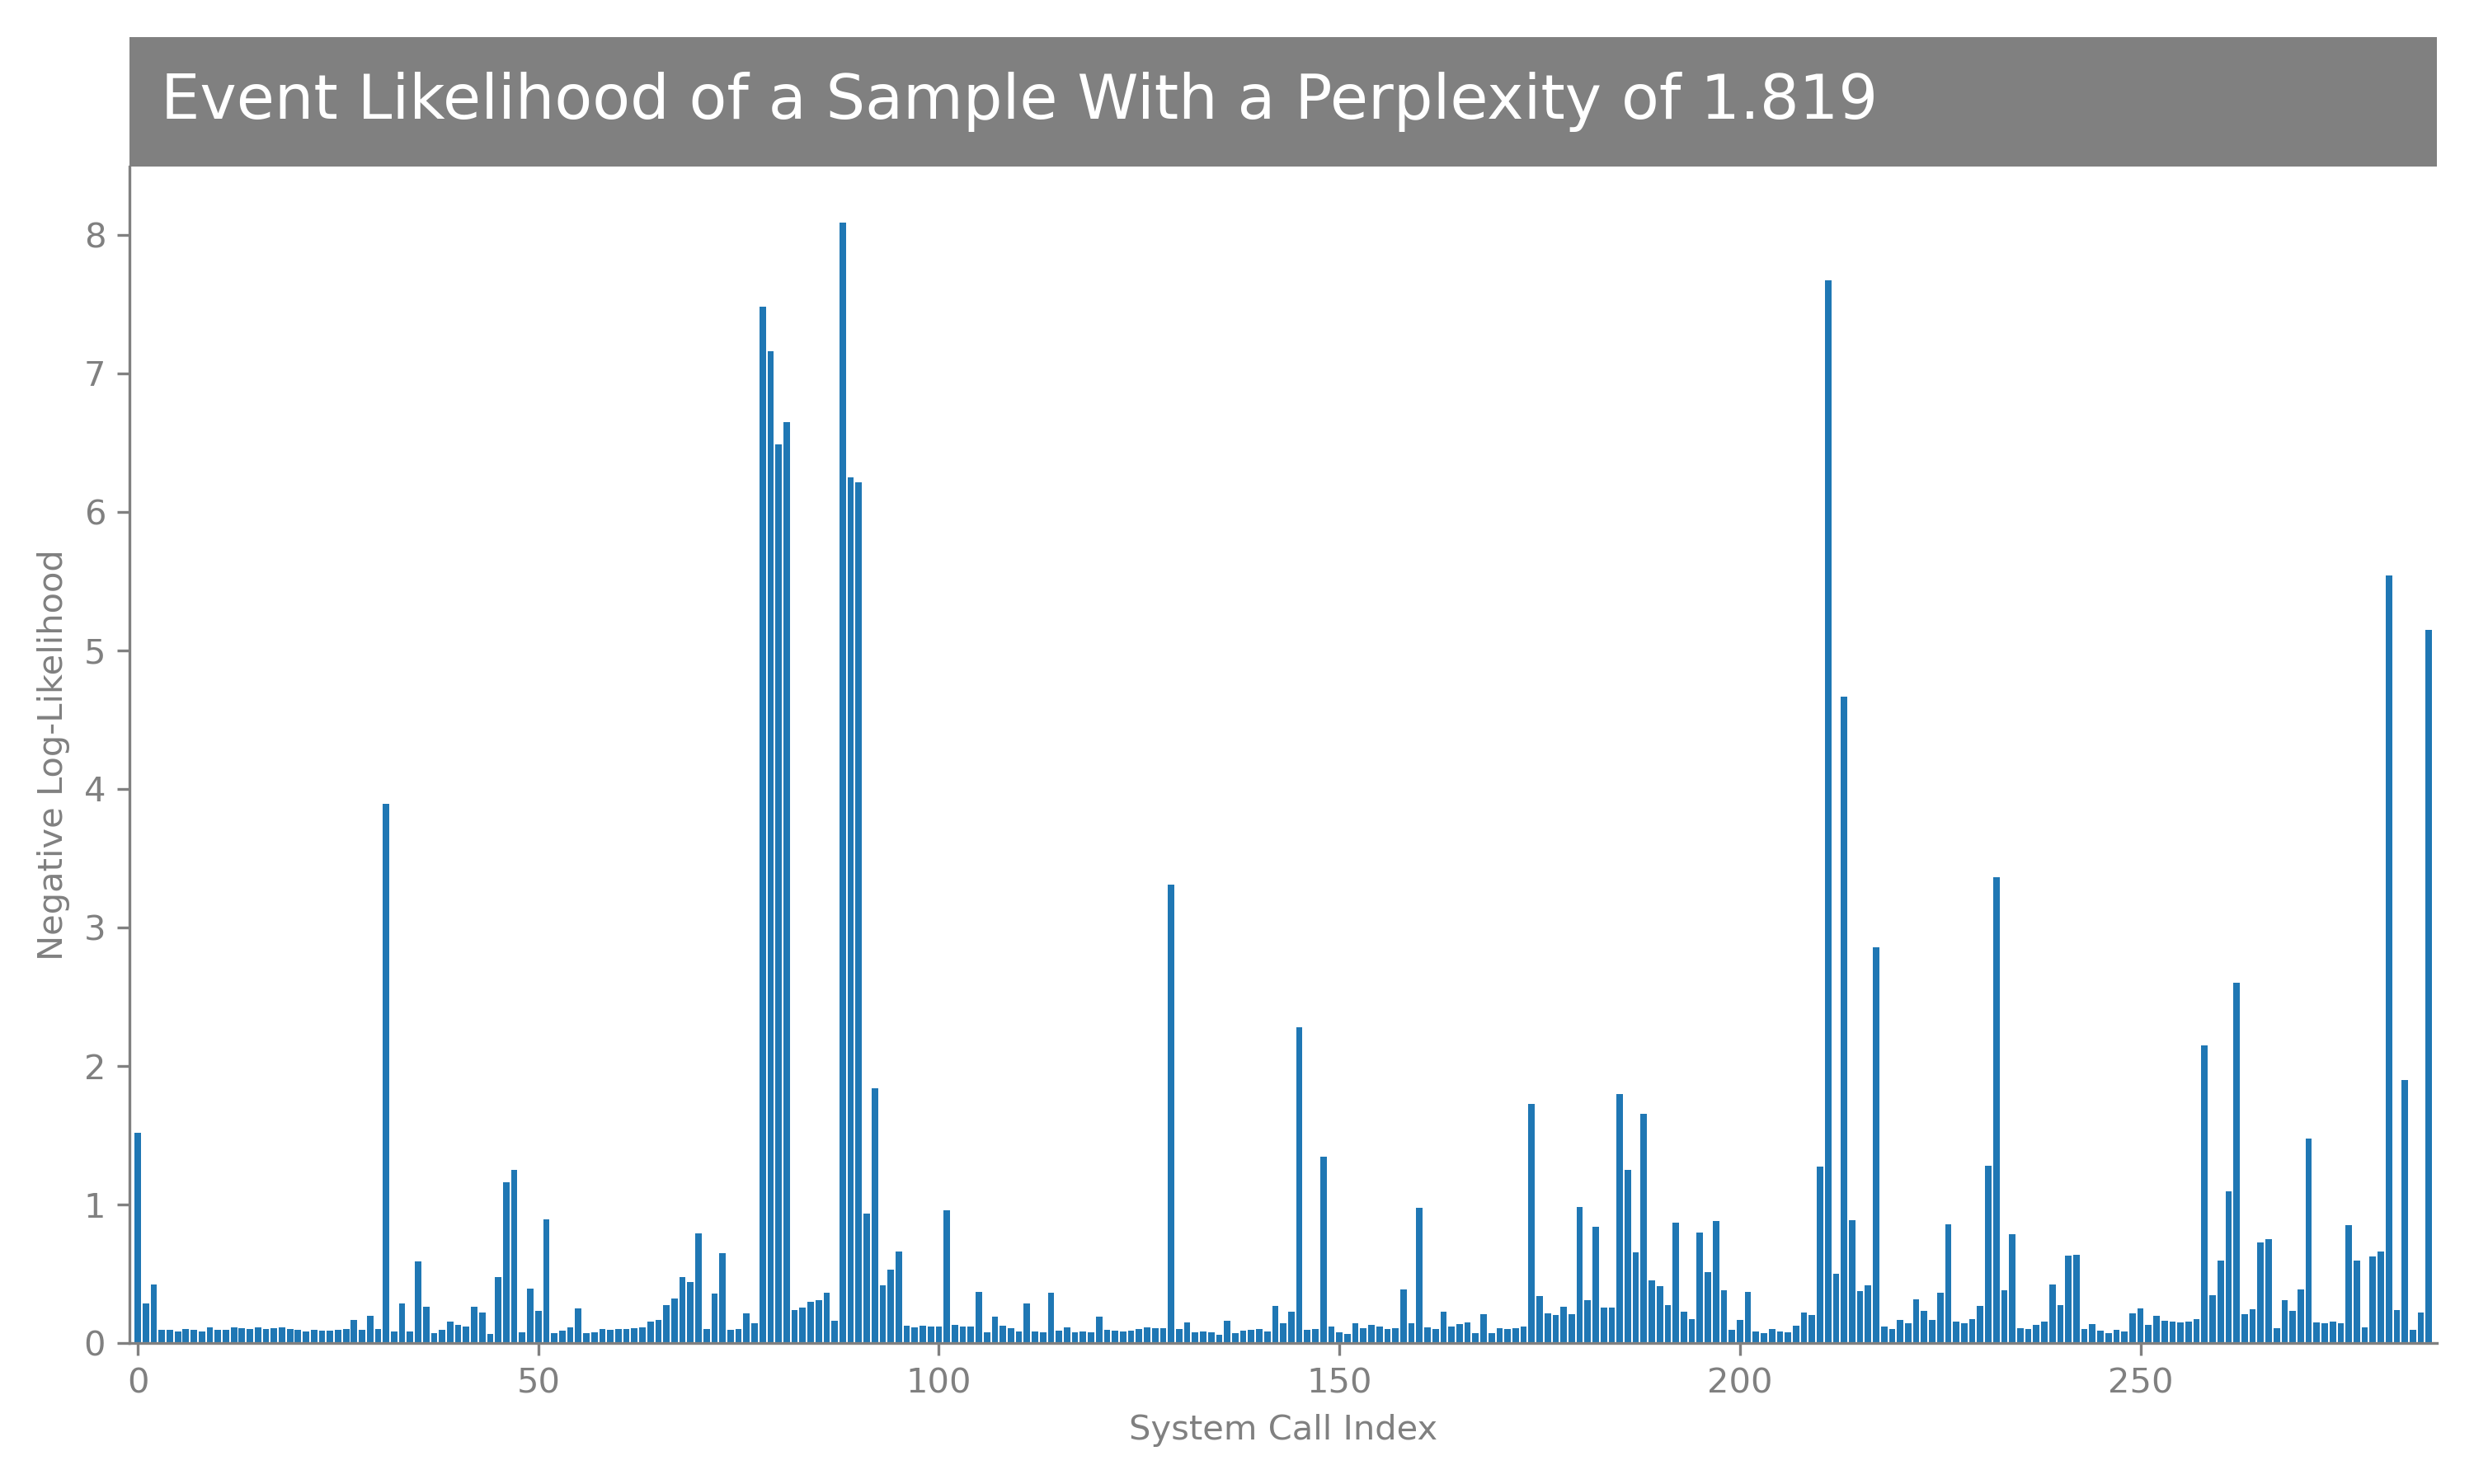 Event Likelihood of a Sample With a Perplexity of 1.819
8
7
6
5
4
3
2
1
0
Negative Log-Likelihood
0 50 100 150 200 250
System Call Index